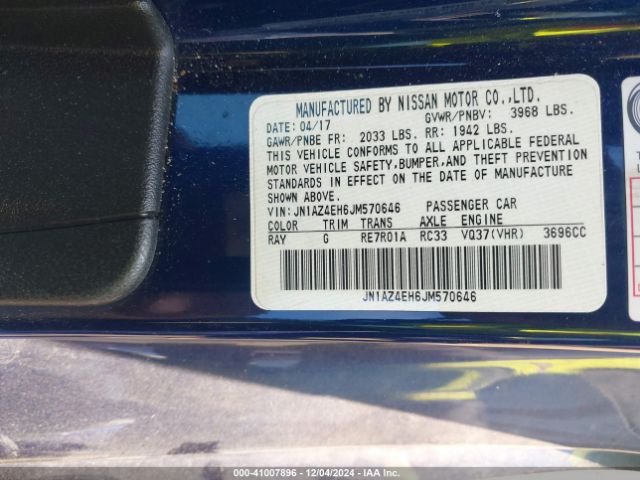 MANUFACTURED BY NISSAN MOTOR CO.,LTD.
DATE: 04/17 GVWR/PNBV: 3968 LBS.
GAWR/PNBE FR: 2033 LBS. RR: 1942 LBS.
THIS VEHICLE CONFORMS TO ALL APPLICABLE FEDERAL
MOTOR VEHICLE SAFETY,BUMPER,AND THEFT PREVENTION
STANDARDS IN EFFECT ON THE DATE OF MANUFACTURE
SHOWN ABOVE.
VIN:JN1AZ4EH6JM570646 PASSENGER CAR
COLOR TRIM TRANS AXLE ENGINE
RAY G RE7R01A RC33 VQ37(VHR) 3696CC
JN1AZ4EH6JM570646
000-41007896 - 12/04/2024 - IAA Inc.